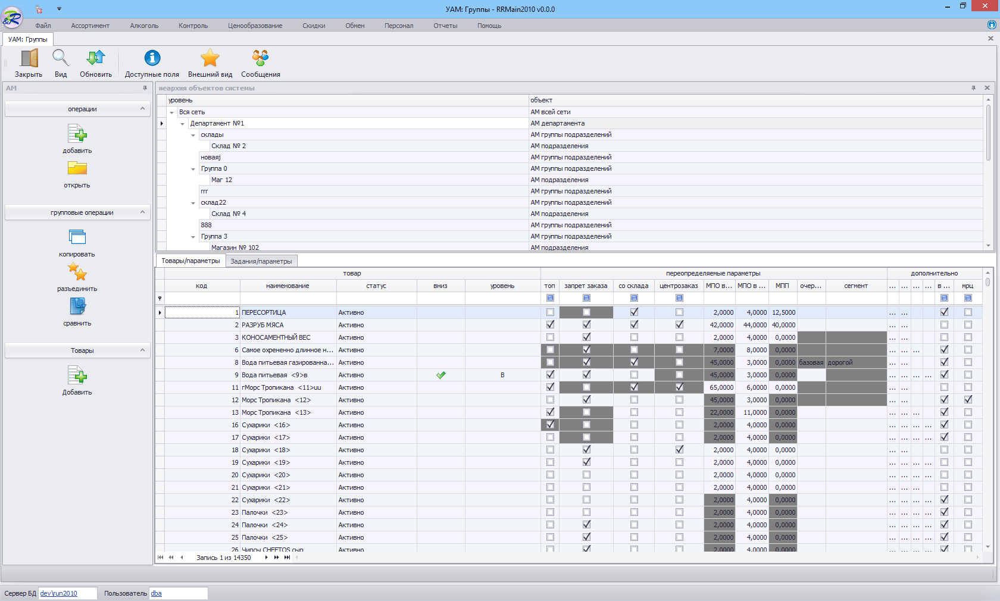 УАМ: Группы - RRMain2010 v0.0.0
&R
Файл Ассортимент Алкоголь Контроль Ценообразование Скидки Обмен Персонал Отчеты Помощь
УАМ: Группы
Закрыть Вид Обновить Доступные поля Внешний вид Сообщения
АМ
операции
добавить
открыть
групповые операции
копировать
разъединить
сравнить
Товары
Добавить
иеархия объектов системы
уровень объект
Вся сеть АМ всей сети
Департамент №1 АМ департамента
склады АМ группы подразделений
Склад № 2 АМ подразделения
новаяj АМ группы подразделений
Группа 0 АМ группы подразделений
Маг 12 АМ подразделения
rrr АМ группы подразделений
склад22 АМ группы подразделений
Склад № 4 АМ подразделения
888 АМ группы подразделений
Группа 3 АМ группы подразделений
Магазин № 102 АМ подразделения
Товары/параметры Задания/параметры
товар переопределяемые параметры дополнительно
код наименование статус вниз уровень топ запрет заказа со склада центрозаказ МПО в... МПО в ... МПП очер... сегмент ... ... ... ... в ... мрц
1 ПЕРЕСОРТИЦА Активно 2,0000 4,0000 12,5000 ... ...
2 РАЗРУБ МЯСА Активно 42,0000 44,0000 40,0000 ... ...
3 КОНОСАМЕНТНЫЙ ВЕС Активно 2,0000 4,0000 0,0000 ... ...
6 Самое охрененно длинное н... Активно 7,0000 8,0000 0,0000 ... ... ...
8 Вода питьевая газированна... Активно 45,0000 3,0000 0,0000 базовая дорогой ... ...
9 Вода питьевая <9>в Активно В 45,0000 3,0000 0,0000 ... ... ... ...
11 гМорс Тропикана <11>uu Активно 65,0000 6,0000 0,0000 ... ...
12 Морс Тропикана <12> Активно 45,0000 3,0000 0,0000 ... ...
13 Морс Тропикана <13> Активно 22,0000 11,0000 0,0000 ... ... ...
16 Сухарики <16> Активно 2,0000 4,0000 0,0000 ... ... ... ...
17 Сухарики <17> Активно 2,0000 4,0000 0,0000 ... ... ... ...
18 Сухарики <18> Активно 2,0000 4,0000 0,0000 ... ...
19 Сухарики <19> Активно 2,0000 4,0000 0,0000 ... ... ... ...
20 Сухарики <20> Активно 2,0000 4,0000 0,0000 ... ... ... ...
21 Сухарики <21> Активно 2,0000 4,0000 0,0000 ... ... ...
22 Сухарики <22> Активно 2,0000 4,0000 0,0000 ... ... ... ...
23 Палочки <23> Активно 2,0000 4,0000 0,0000 ... ... ... ...
24 Палочки <24> Активно 2,0000 4,0000 0,0000 ... ... ... ...
25 Палочки <25> Активно 2,0000 4,0000 0,0000 ... ... ... ...
26 Чипсы CHEETOS сыр Активно 2,0000 4,0000 0,0000 ... ... ... ...
Запись 1 из 14350
Сервер БД dev\run2010 Пользователь dba